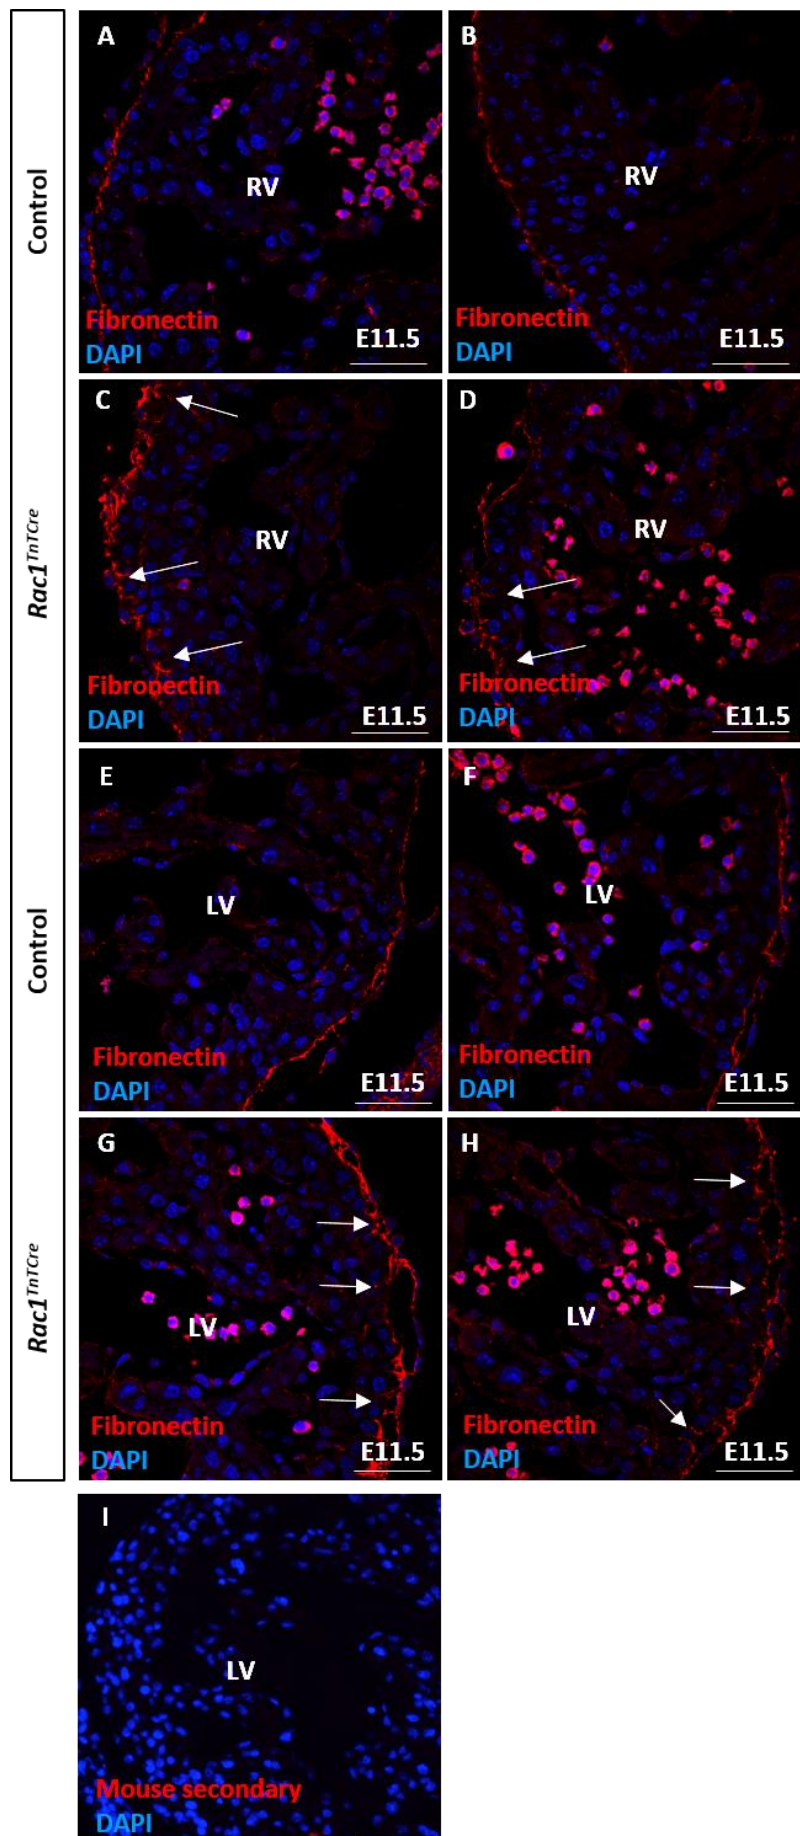 Control
A
RV
Fibronectin
DAPI
E11.5
B
RV
Fibronectin
DAPI
E11.5
Rac1TnTCre
C
RV
Fibronectin
DAPI
E11.5
D
RV
Fibronectin
DAPI
E11.5
Control
E
LV
Fibronectin
DAPI
E11.5
F
LV
Fibronectin
DAPI
E11.5
Rac1TnTCre
G
LV
Fibronectin
DAPI
E11.5
H
LV
Fibronectin
DAPI
E11.5
I
LV
Mouse secondary
DAPI